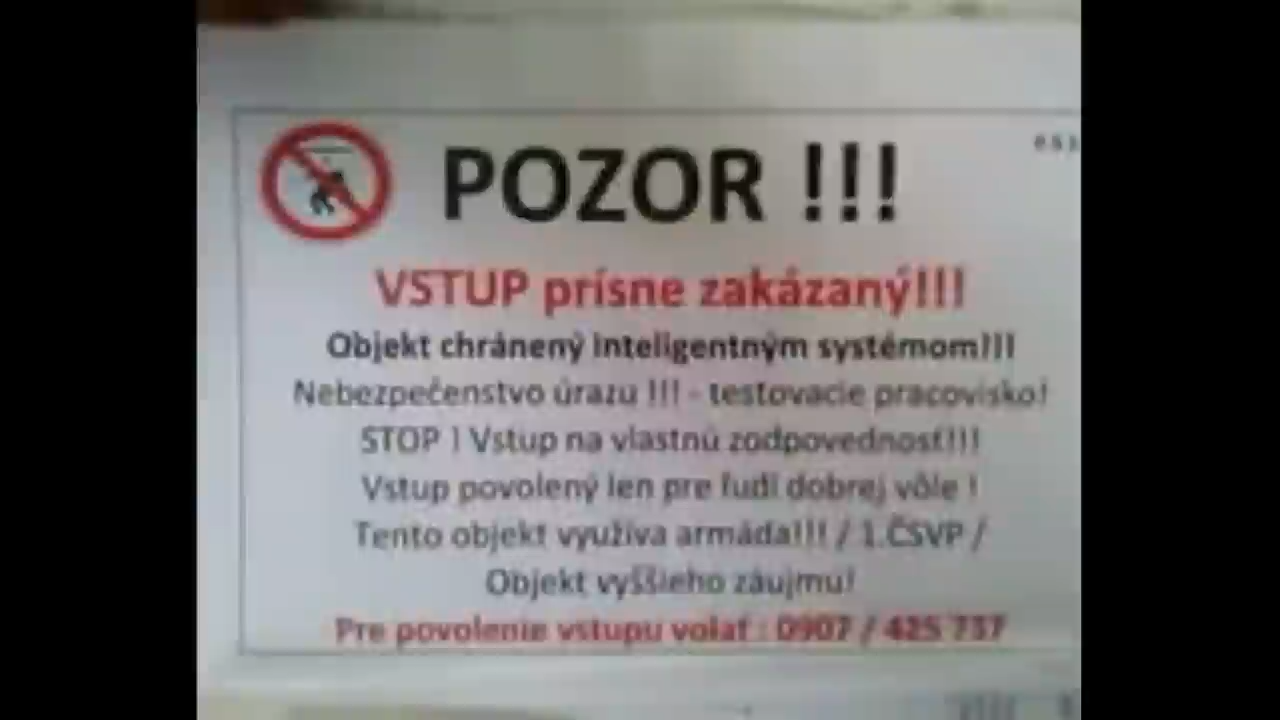 POZOR !!!
VSTUP prísne zakázaný!!!
Objekt chránený inteligentným systémom!!!
Nebezpečenstvo úrazu !!! - testovacie pracovisko!
STOP ! Vstup na vlastnú zodpovednosť!!!
Vstup povolený len pre ľudí dobrej vôle !
Tento objekt využíva armáda!!! / 1.ČSVP /
Objekt vyššieho záujmu!
Pre povolenie vstupu volať : 0907 / 425 737